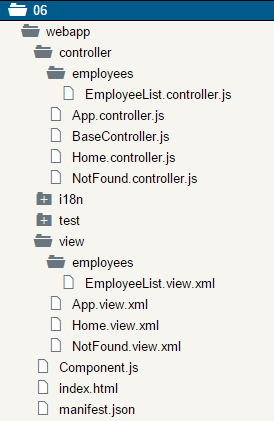 06
webapp
controller
employees
EmployeeList.controller.js
App.controller.js
BaseController.js
Home.controller.js
NotFound.controller.js
i18n
test
view
employees
EmployeeList.view.xml
App.view.xml
Home.view.xml
NotFound.view.xml
Component.js
index.html
manifest.json